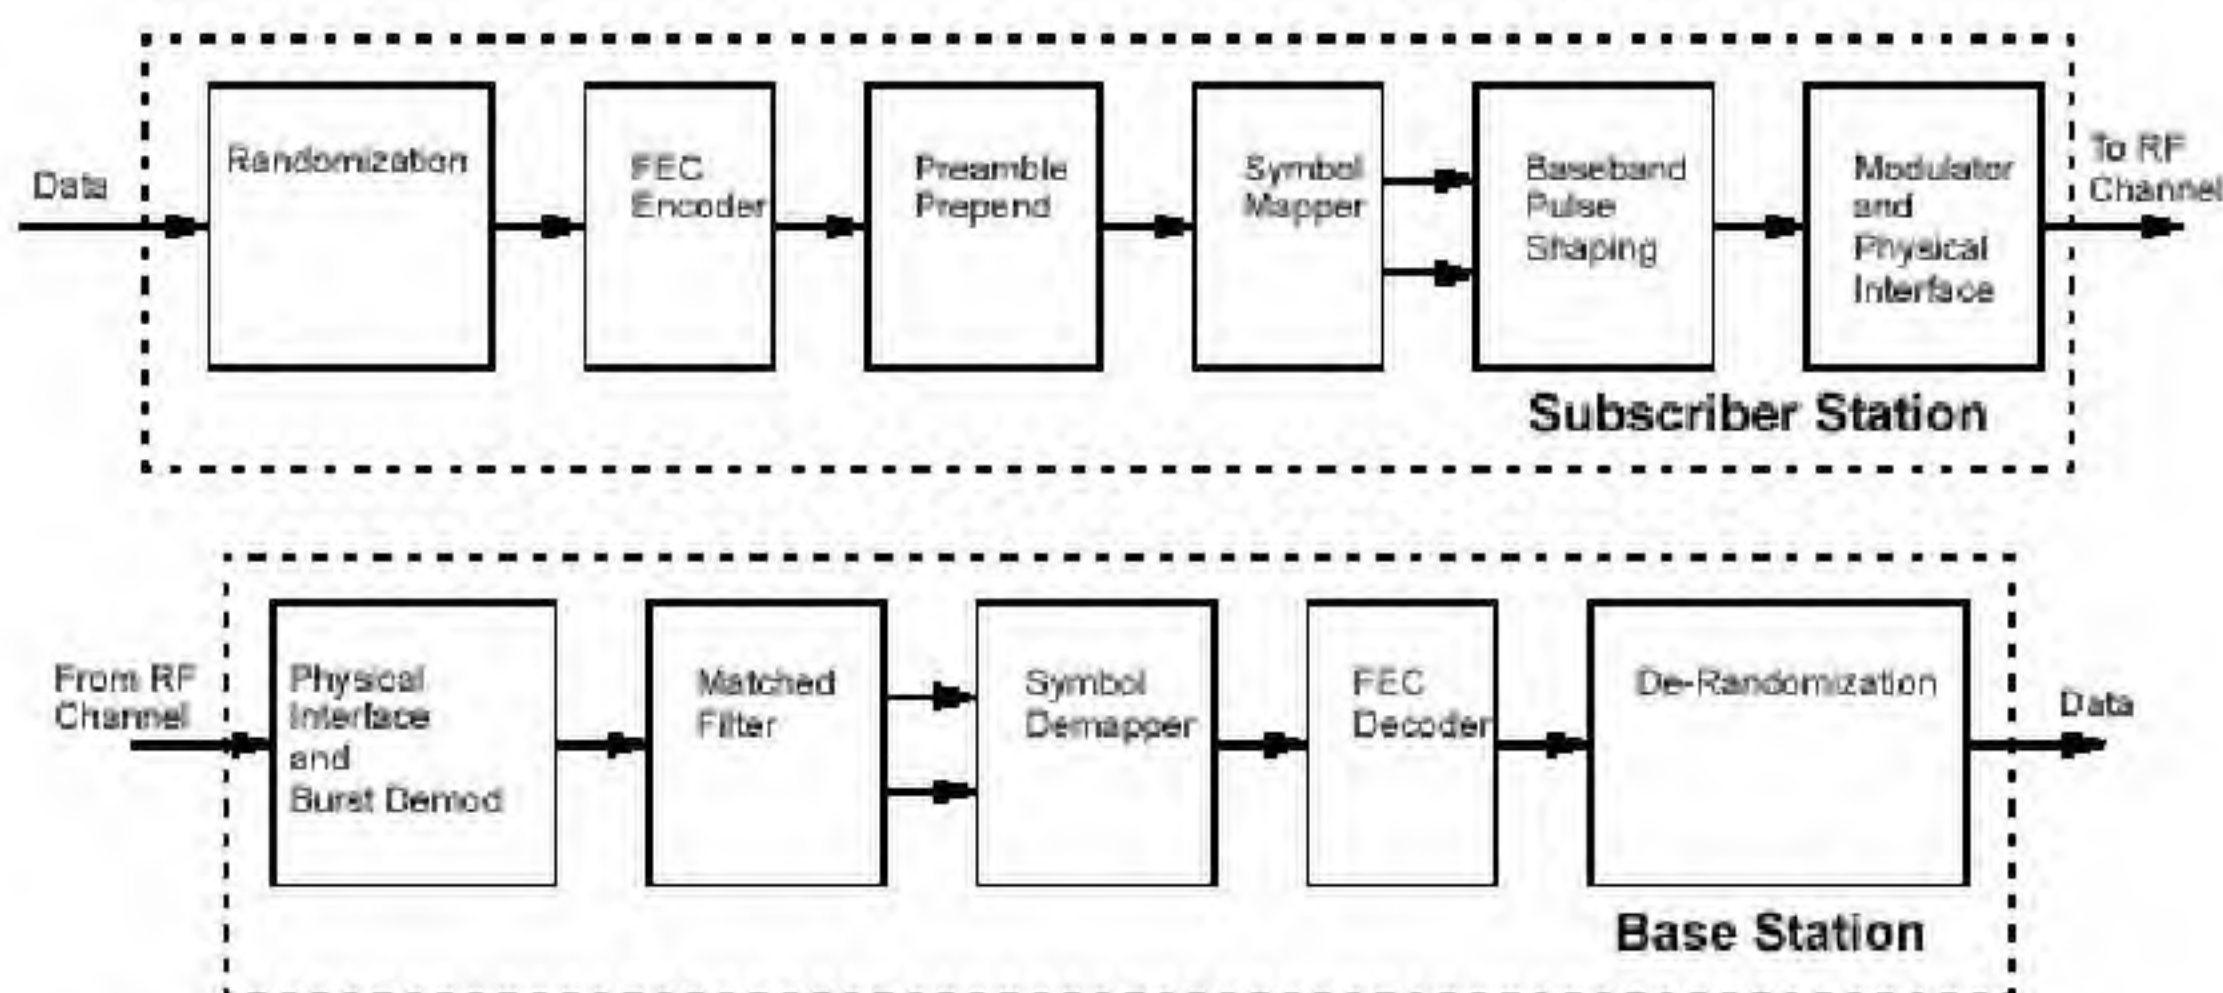 Data
Randomization
FEC
Encoder
Preamble
Prepend
Symbol
Mapper
Baseband
Pulse
Shaping
Modulator
and
Physical
Interface
To RF
Channel
Subscriber Station
From RF
Channel
Physical
Interface
and
Burst Demod
Matched
Filter
Symbol
Demapper
FEC
Decoder
De-Randomization
Data
Base Station